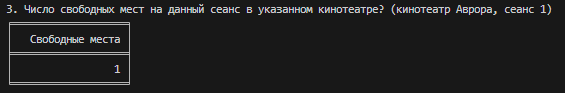 3. Число свободных мест на данный сеанс в указанном кинотеатре? (кинотеатр Аврора, сеанс 1)
Свободные места
1